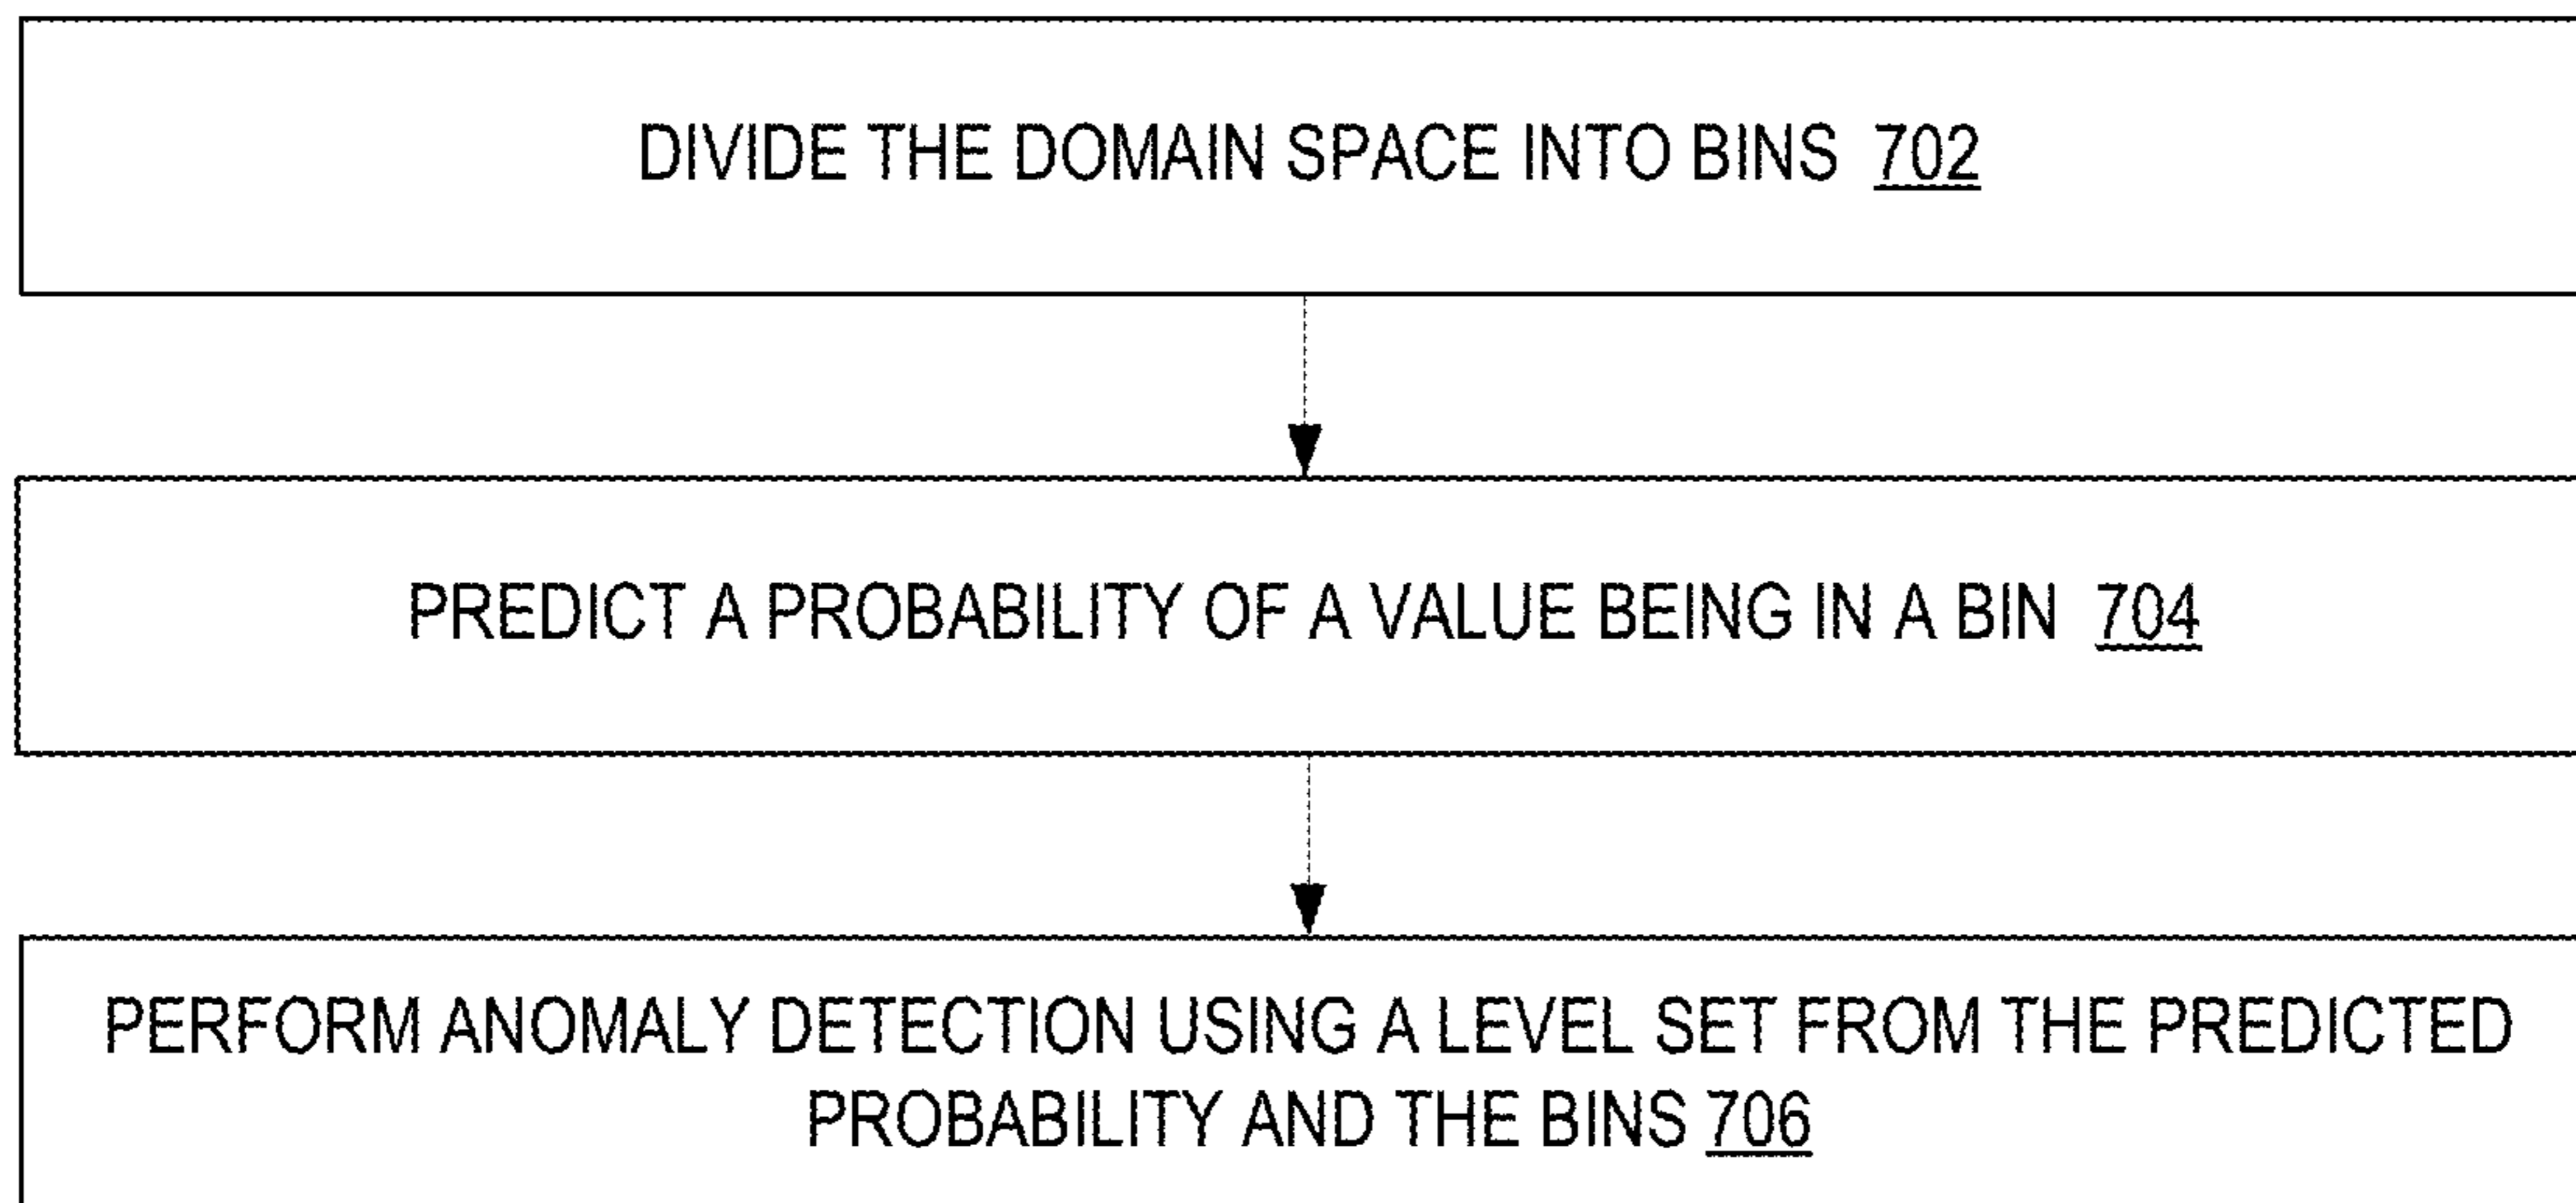 DIVIDE THE DOMAIN SPACE INTO BINS 702
PREDICT A PROBABILITY OF A VALUE BEING IN A BIN 704
PERFORM ANOMALY DETECTION USING A LEVEL SET FROM THE PREDICTED
PROBABILITY AND THE BINS 706